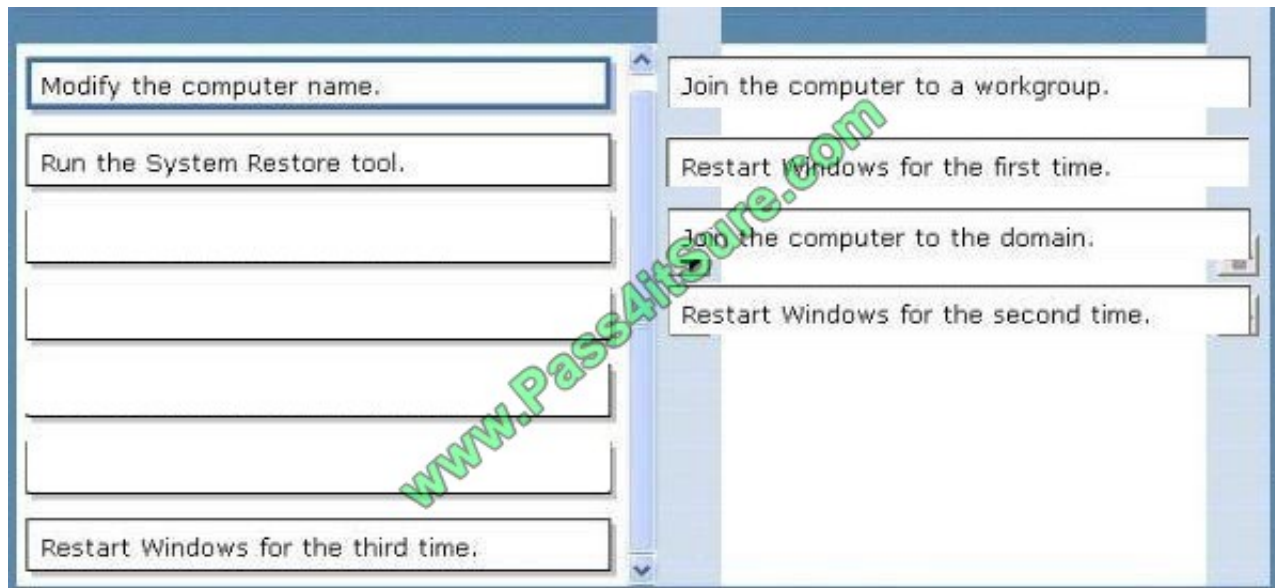 Modify the computer name.
Run the System Restore tool.
Restart Windows for the third time.
Join the computer to a workgroup.
Restart Windows for the first time.
Join the computer to the domain.
Restart Windows for the second time.
www.Pass4itSure.com